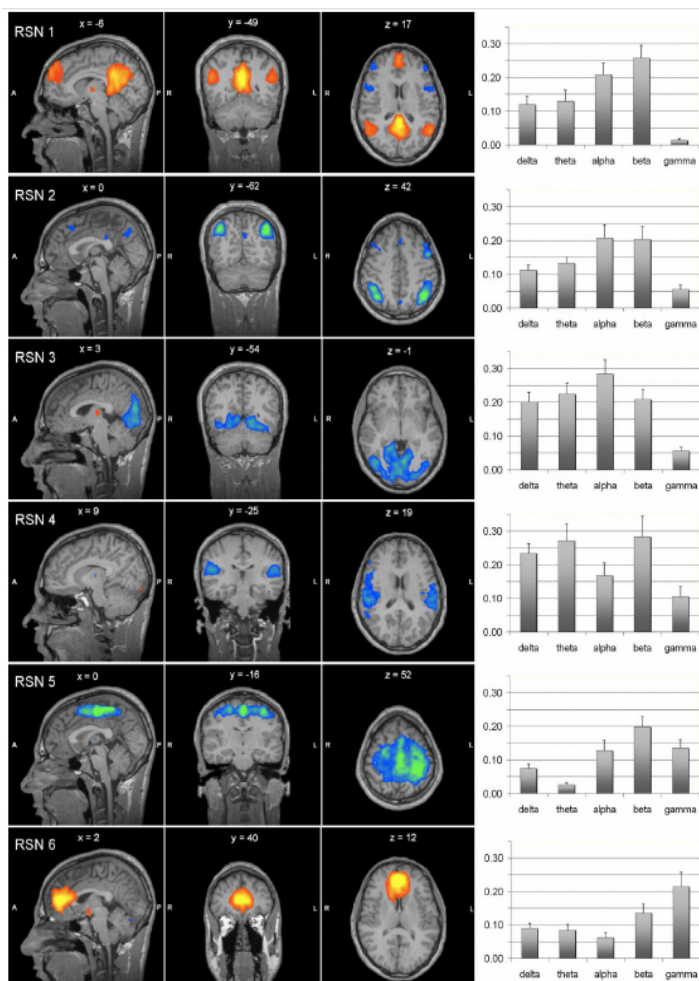 RSN 1
x = -6
y = -49
z = 17
A
P
R
L
R
L
0.30
0.20
0.10
0.00
delta theta alpha beta gamma
RSN 2
x = 0
y = -62
z = 42
A
P
R
L
R
L
0.30
0.20
0.10
0.00
delta theta alpha beta gamma
RSN 3
x = 3
y = -54
z = -1
A
P
R
L
R
L
0.30
0.20
0.10
0.00
delta theta alpha beta gamma
RSN 4
x = 9
y = -25
z = 19
A
P
R
L
R
L
0.30
0.20
0.10
0.00
delta theta alpha beta gamma
RSN 5
x = 0
y = -16
z = 52
A
P
R
L
R
L
0.30
0.20
0.10
0.00
delta theta alpha beta gamma
RSN 6
x = 2
y = 40
z = 12
A
P
R
L
R
L
0.30
0.20
0.10
0.00
delta theta alpha beta gamma